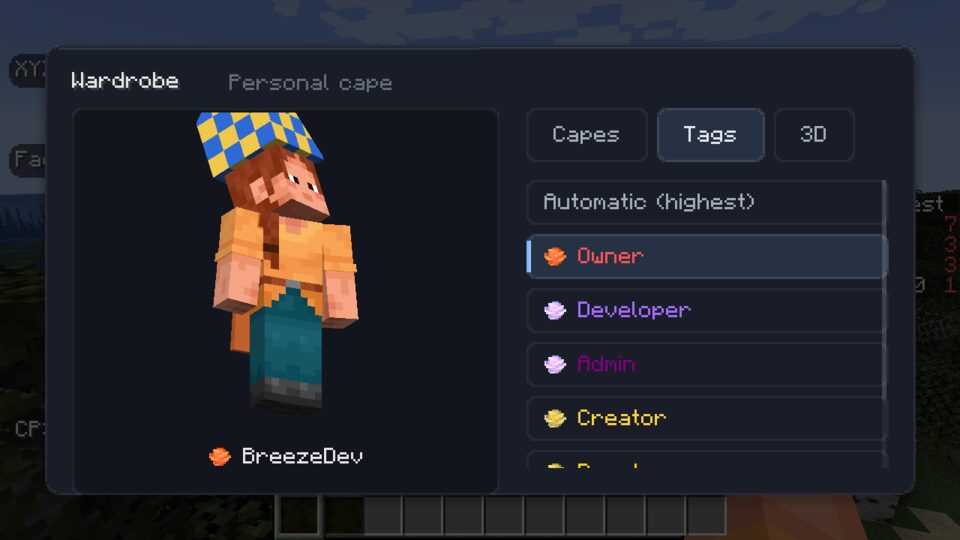 Wardrobe
Personal cape
Capes
Tags
3D
Automatic (highest)
Owner
Developer
Admin
Creator
BreezeDev